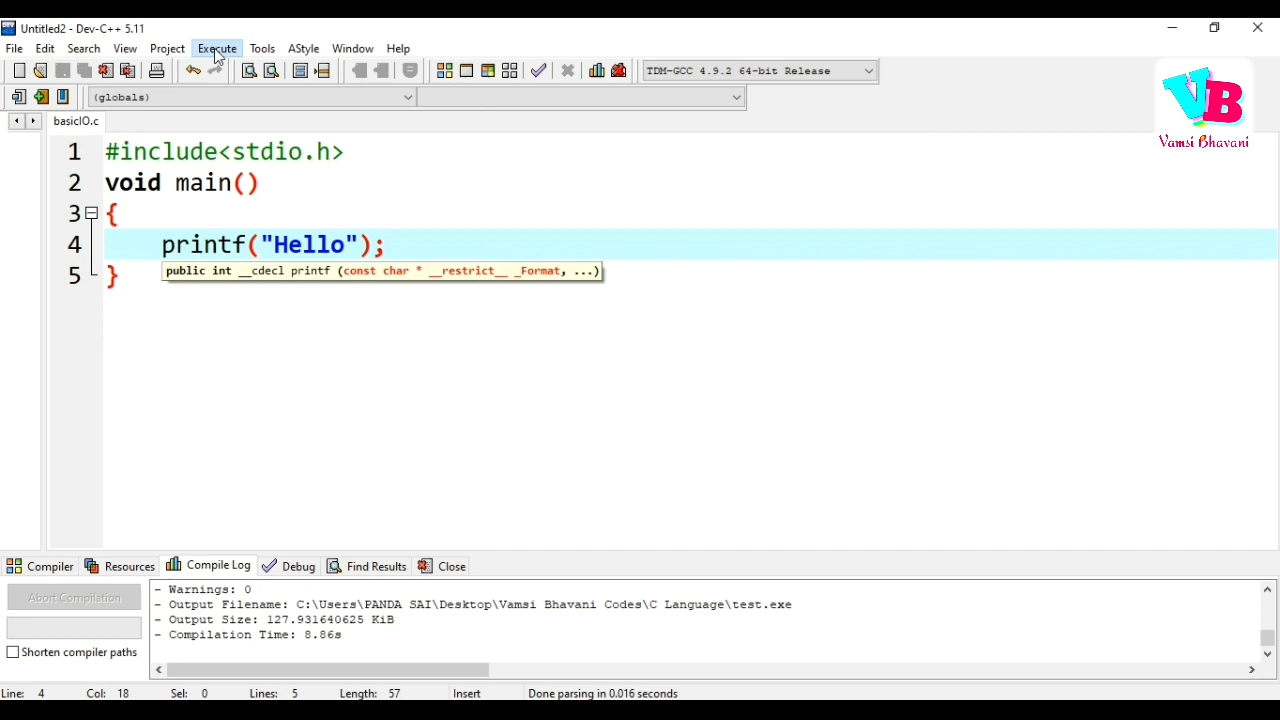 Untitled2 - Dev-C++ 5.11
File Edit Search View Project Execute Tools AStyle Window Help
TDM-GCC 4.9.2 64-bit Release
(globals)
VB
Vamsi Bhavani
basicIO.c
1 #include<stdio.h>
2 void main()
3 {
4 printf("Hello");
public int __cdecl printf (const char * __restrict__ _Format, ...)
5 }
Compiler Resources Compile Log Debug Find Results Close
Abort Compilation
Shorten compiler paths
- Warnings: 0
- Output Filename: C:\Users\PANDA SAI\Desktop\Vamsi Bhavani Codes\C Language\test.exe
- Output Size: 127.931640625 KiB
- Compilation Time: 8.86s
Line: 4 Col: 18 Sel: 0 Lines: 5 Length: 57 Insert Done parsing in 0.016 seconds